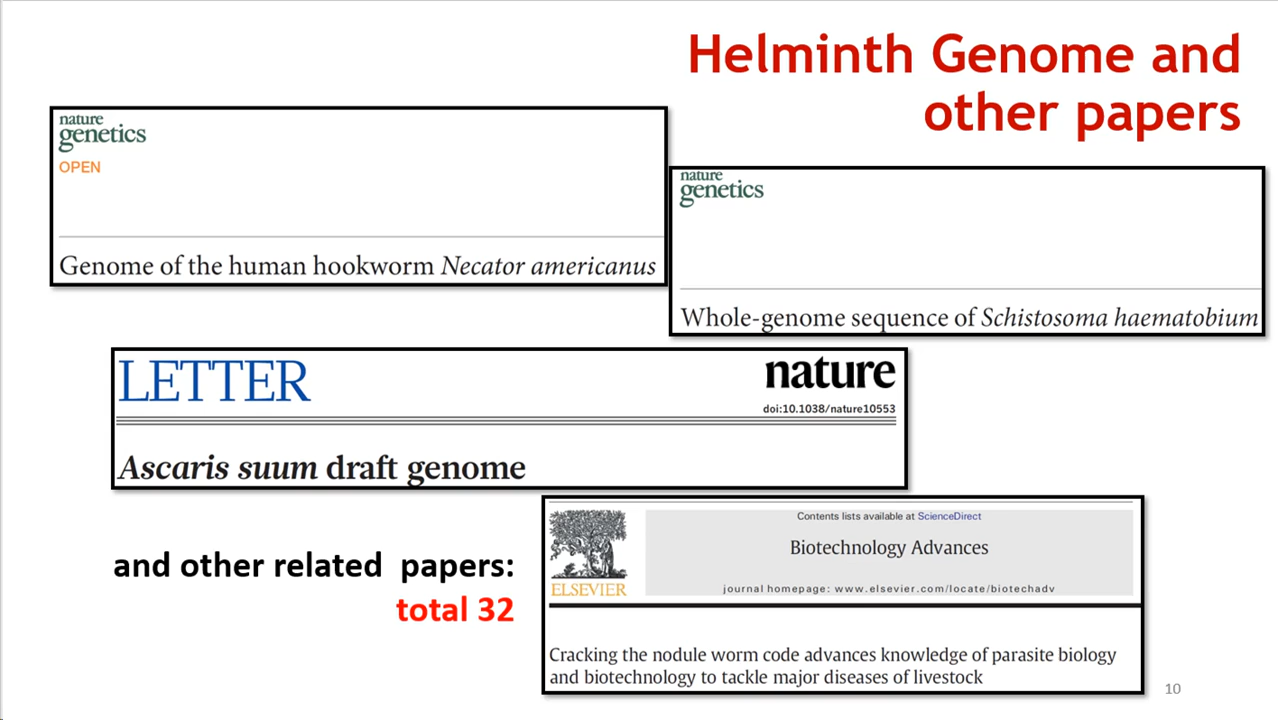 Helminth Genome and
other papers
nature
genetics
OPEN
Genome of the human hookworm Necator americanus
nature
genetics
Whole-genome sequence of Schistosoma haematobium
LETTER
nature
doi:10.1038/nature10553
Ascaris suum draft genome
and other related papers:
total 32
ELSEVIER
Contents lists available at ScienceDirect
Biotechnology Advances
journal homepage: www.elsevier.com/locate/biotechadv
Cracking the nodule worm code advances knowledge of parasite biology
and biotechnology to tackle major diseases of livestock
10